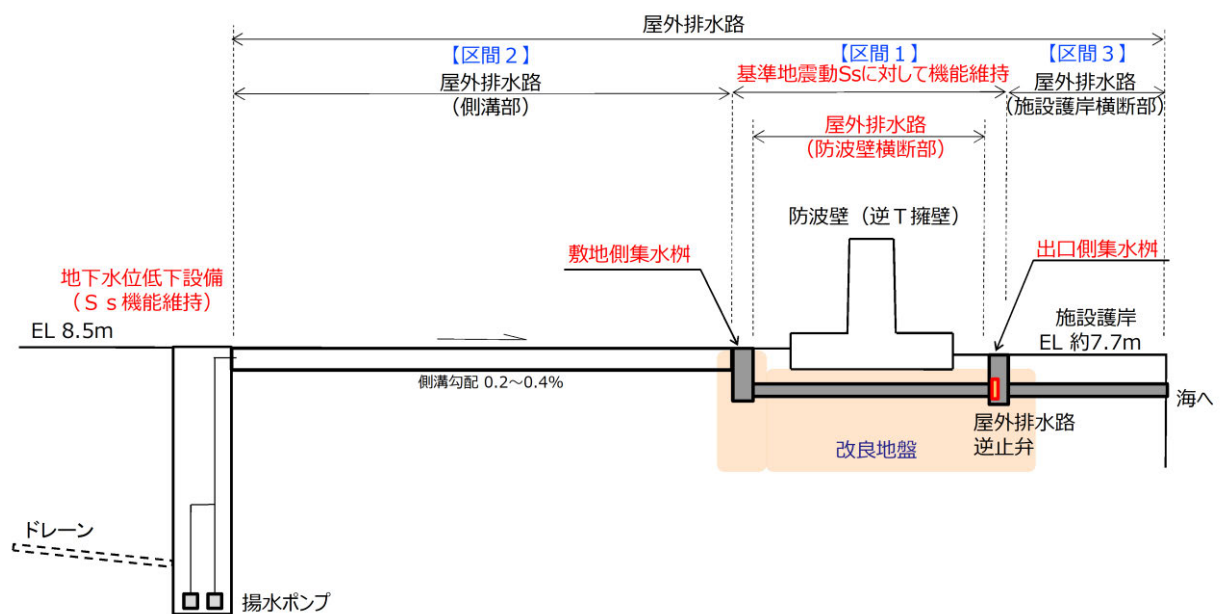 屋外排水路
【区間2】
【区間1】
【区間3】
屋外排水路
(側溝部)
基準地震動Ssに対して機能維持
屋外排水路
(施設護岸横断部)
屋外排水路
(防波壁横断部)
防波壁(逆T擁壁)
敷地側集水桝
出口側集水桝
地下水位低下設備
(Ss機能維持)
EL 8.5m
施設護岸
EL 約7.7m
側溝勾配 0.2~0.4%
海へ
屋外排水路
逆止弁
改良地盤
ドレーン
揚水ポンプ